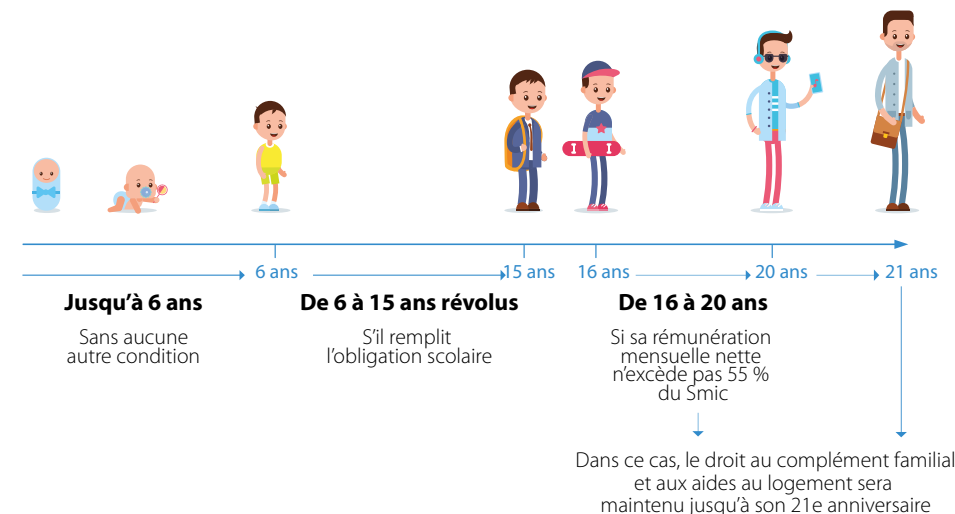 6 ans
15 ans
16 ans
20 ans
21 ans
Jusqu'à 6 ans
Sans aucune
autre condition
De 6 à 15 ans révolus
S'il remplit
l'obligation scolaire
De 16 à 20 ans
Si sa rémunération
mensuelle nette
n'excède pas 55 %
du Smic
Dans ce cas, le droit au complément familial
et aux aides au logement sera
maintenu jusqu'à son 21e anniversaire